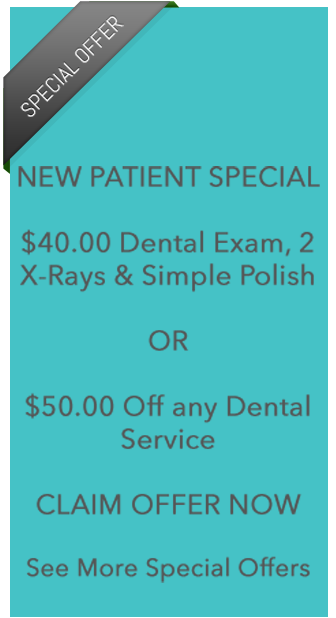 SPECIAL OFFER
NEW PATIENT SPECIAL
$40.00 Dental Exam, 2
X-Rays & Simple Polish
OR
$50.00 Off any Dental
Service
CLAIM OFFER NOW
See More Special Offers